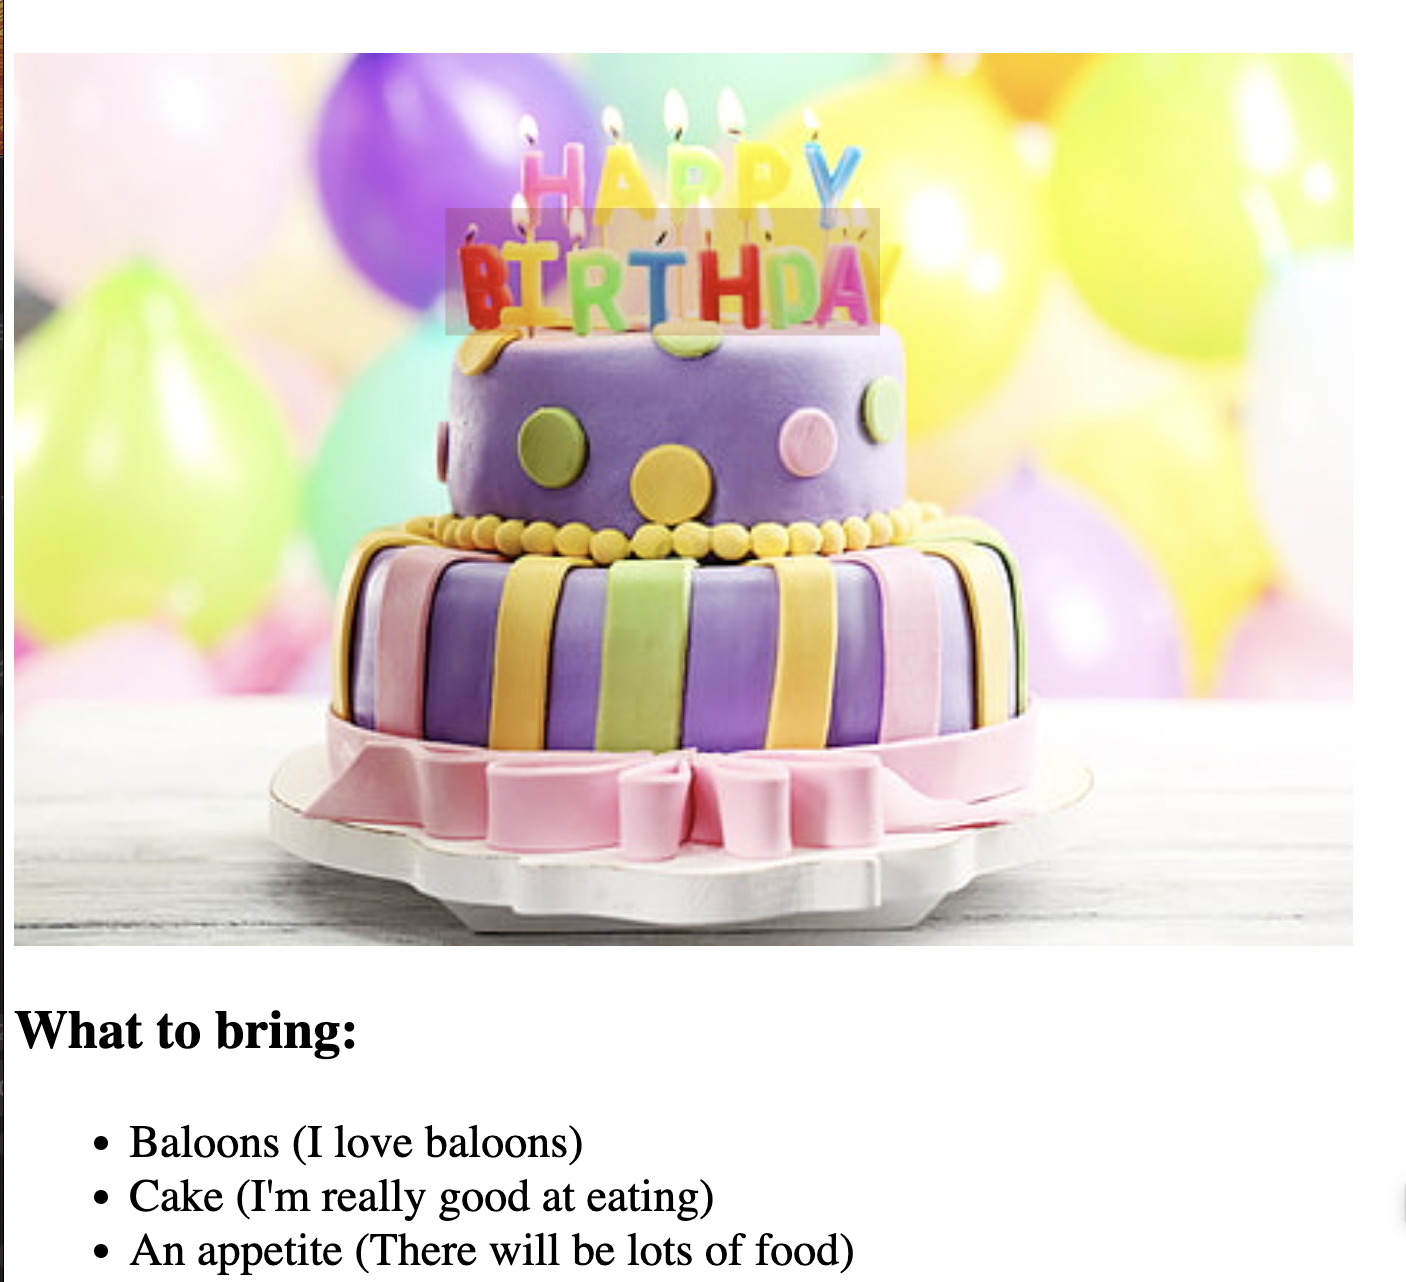 HAPPY
BIRTHDAY
What to bring:
Baloons (I love baloons)
Cake (I'm really good at eating)
An appetite (There will be lots of food)